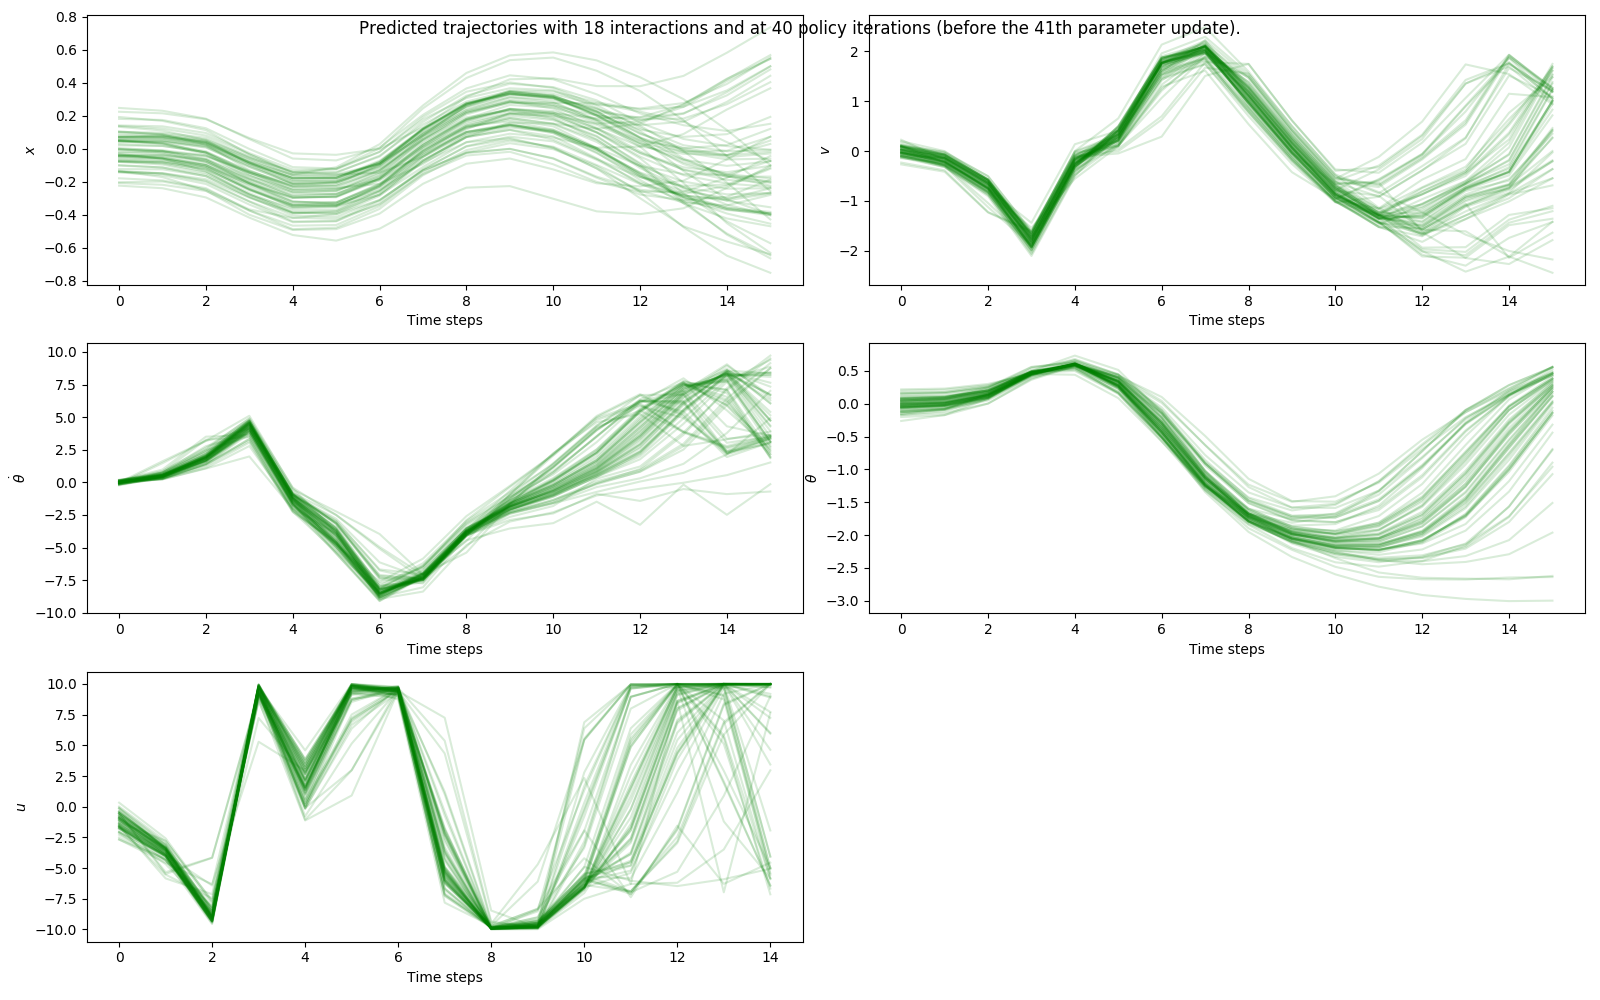 Predicted trajectories with 18 interactions and at 40 policy iterations (before the 41th parameter update).
0.8
0.6
0.4
0.2
0.0
−0.2
−0.4
−0.6
−0.8
x
0 2 4 6 8 10 12 14
Time steps
2
1
0
−1
−2
v
0 2 4 6 8 10 12 14
Time steps
10.0
7.5
5.0
2.5
0.0
−2.5
−5.0
−7.5
−10.0
θ̇
0 2 4 6 8 10 12 14
Time steps
0.5
0.0
−0.5
−1.0
−1.5
−2.0
−2.5
−3.0
θ
0 2 4 6 8 10 12 14
Time steps
10.0
7.5
5.0
2.5
0.0
−2.5
−5.0
−7.5
−10.0
u
0 2 4 6 8 10 12 14
Time steps